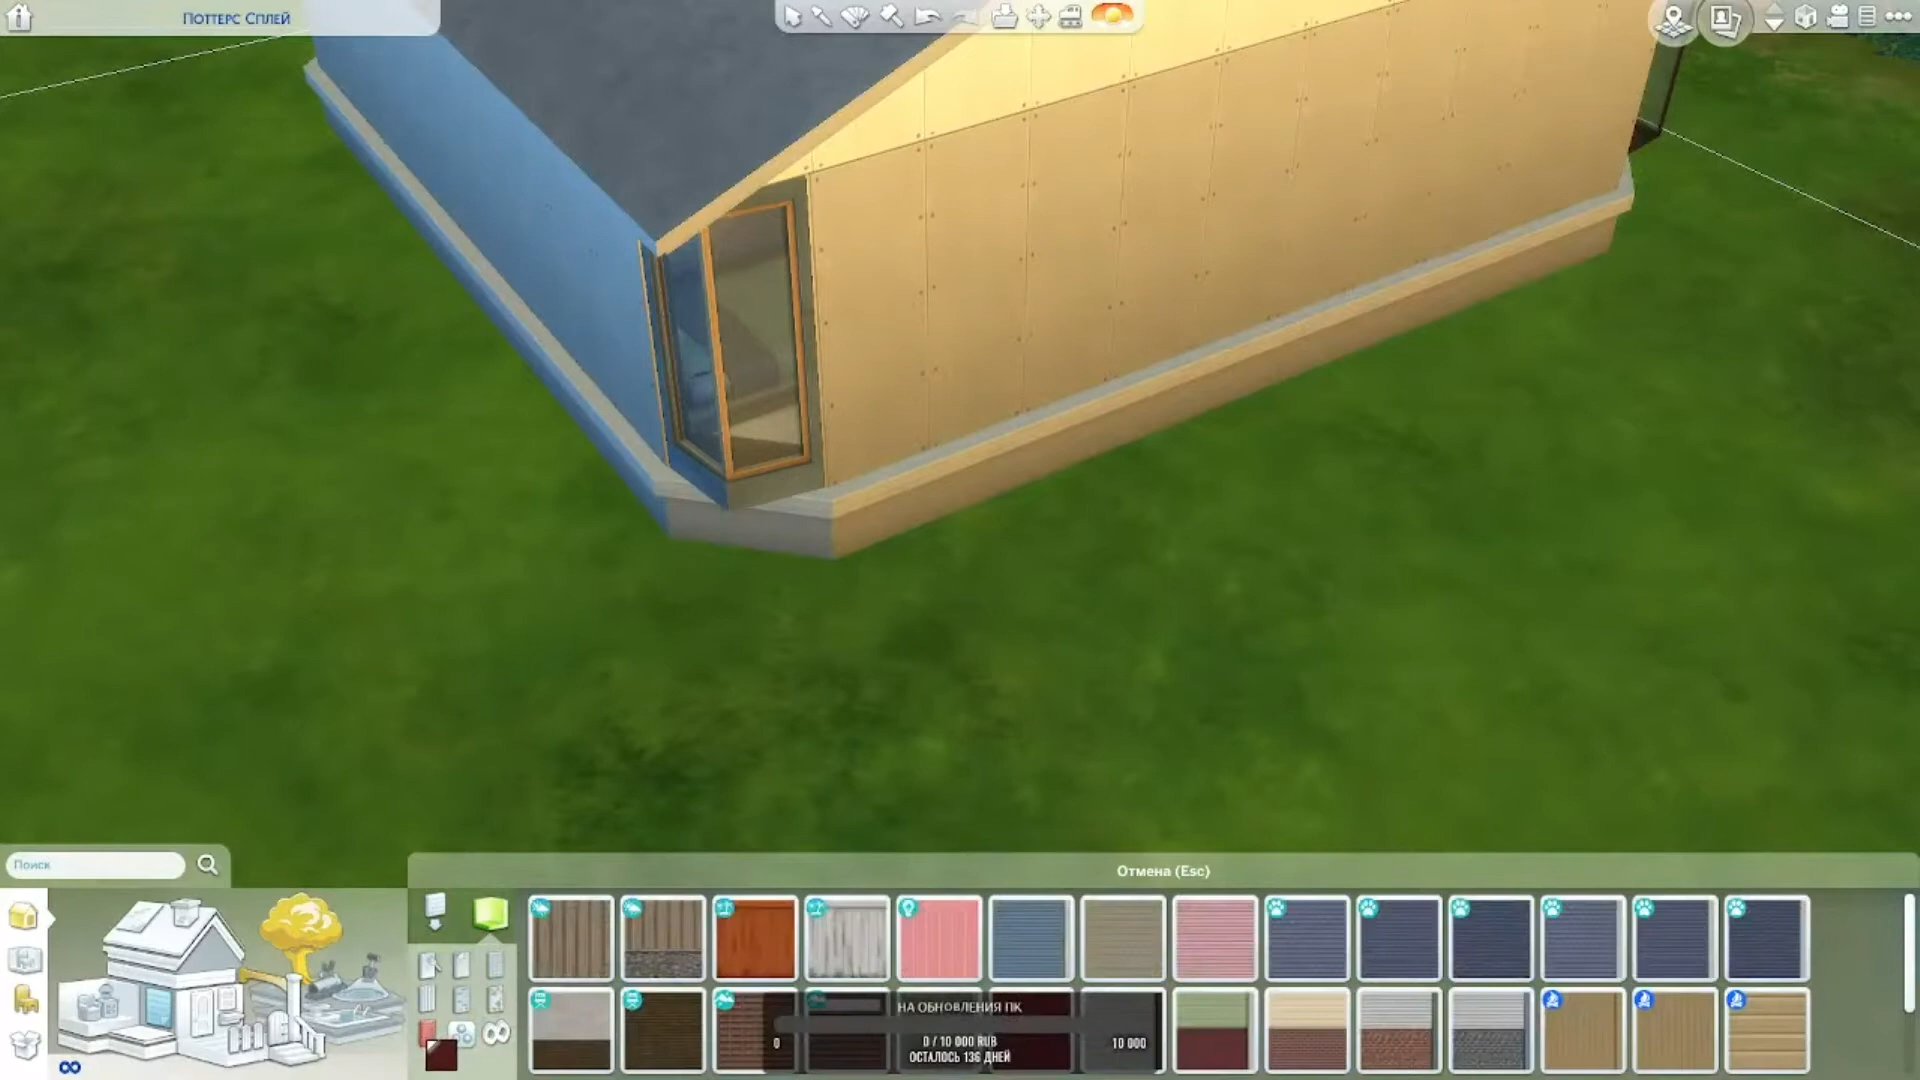 Поттерс Сплей
Поиск
Отмена (Esc)
НА ОБНОВЛЕНИЯ ПК
0
0 / 10 000 RUB
10 000
ОСТАЛОСЬ 136 ДНЕЙ